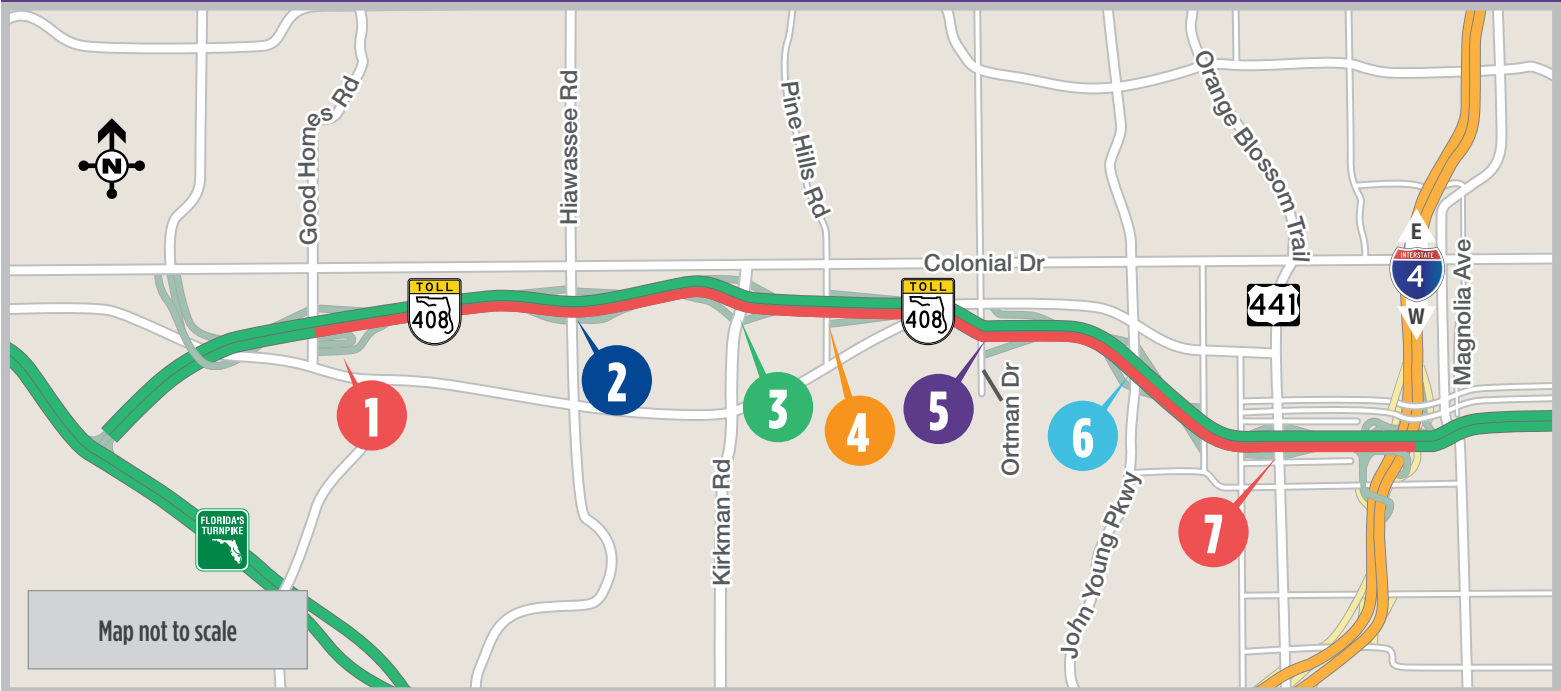 N
Good Homes Rd
Hiawassee Rd
Pine Hills Rd
Orange Blossom Trail
Colonial Dr
E
INTERSTATE
4
W
Magnolia Ave
TOLL
408
TOLL
408
441
1
2
3
4
5
6
7
Ortman Dr
Kirkman Rd
John Young Pkwy
FLORIDA'S
TURNPIKE
Map not to scale